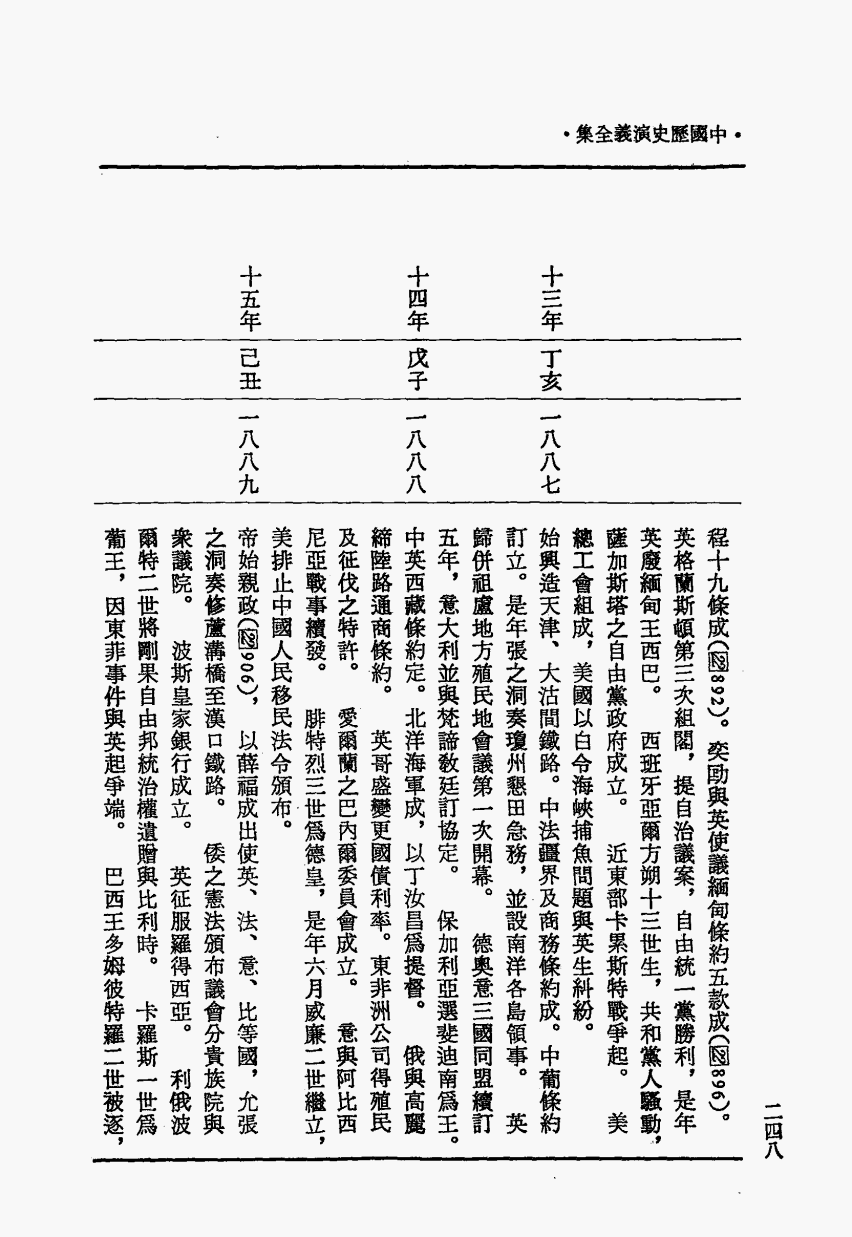 •中國歷史演義全集•
程十九條成(圖892)。奕劻與英使議緬甸條約五款成(圖896)。
英格蘭斯頓第三次組閣，提自治議案，自由統一黨勝利，是年
英廢緬甸王西巴。　西班牙亞爾方朔十三世生，共和黨人騷動，
薩加斯塔之自由黨政府成立。　近東部卡累斯特戰爭起。　美
總工會組成，美國以白令海峽捕魚問題與英生糾紛。
十三年　丁亥　一八八七　始興造天津、大沽間鐵路。中法疆界及商務條約成。中葡條約
訂立。是年張之洞奏瓊州懇田急務，並設南洋各島領事。　英
歸併祖盧地方殖民地會議第一次開幕。　德奧意三國同盟續訂
五年，意大利並與梵諦敎廷訂協定。　保加利亞選斐迪南爲王。
十四年　戊子　一八八八　中英西藏條約定。北洋海軍成，以丁汝昌爲提督。　俄與高麗
締陸路通商條約。　英哥盛變更國債利率。東非洲公司得殖民
及征伐之特許。　愛爾蘭之巴內爾委員會成立。　意與阿比西
尼亞戰事續發。　腓特烈三世爲德皇，是年六月威廉二世繼立，
美排止中國人民移民法令頒布。
十五年　己丑　一八八九　帝始親政(圖906)，以薛福成出使英、法、意、比等國，允張
之洞奏修蘆溝橋至漢口鐵路。　倭之憲法頒布議會分貴族院與
衆議院。　波斯皇家銀行成立。　英征服羅得西亞。　利俄波
爾特二世將剛果自由邦統治權遺贈與比利時。　卡羅斯一世爲
葡王，因東非事件與英起爭端。　巴西王多姆彼特羅二世被逐，
二四八